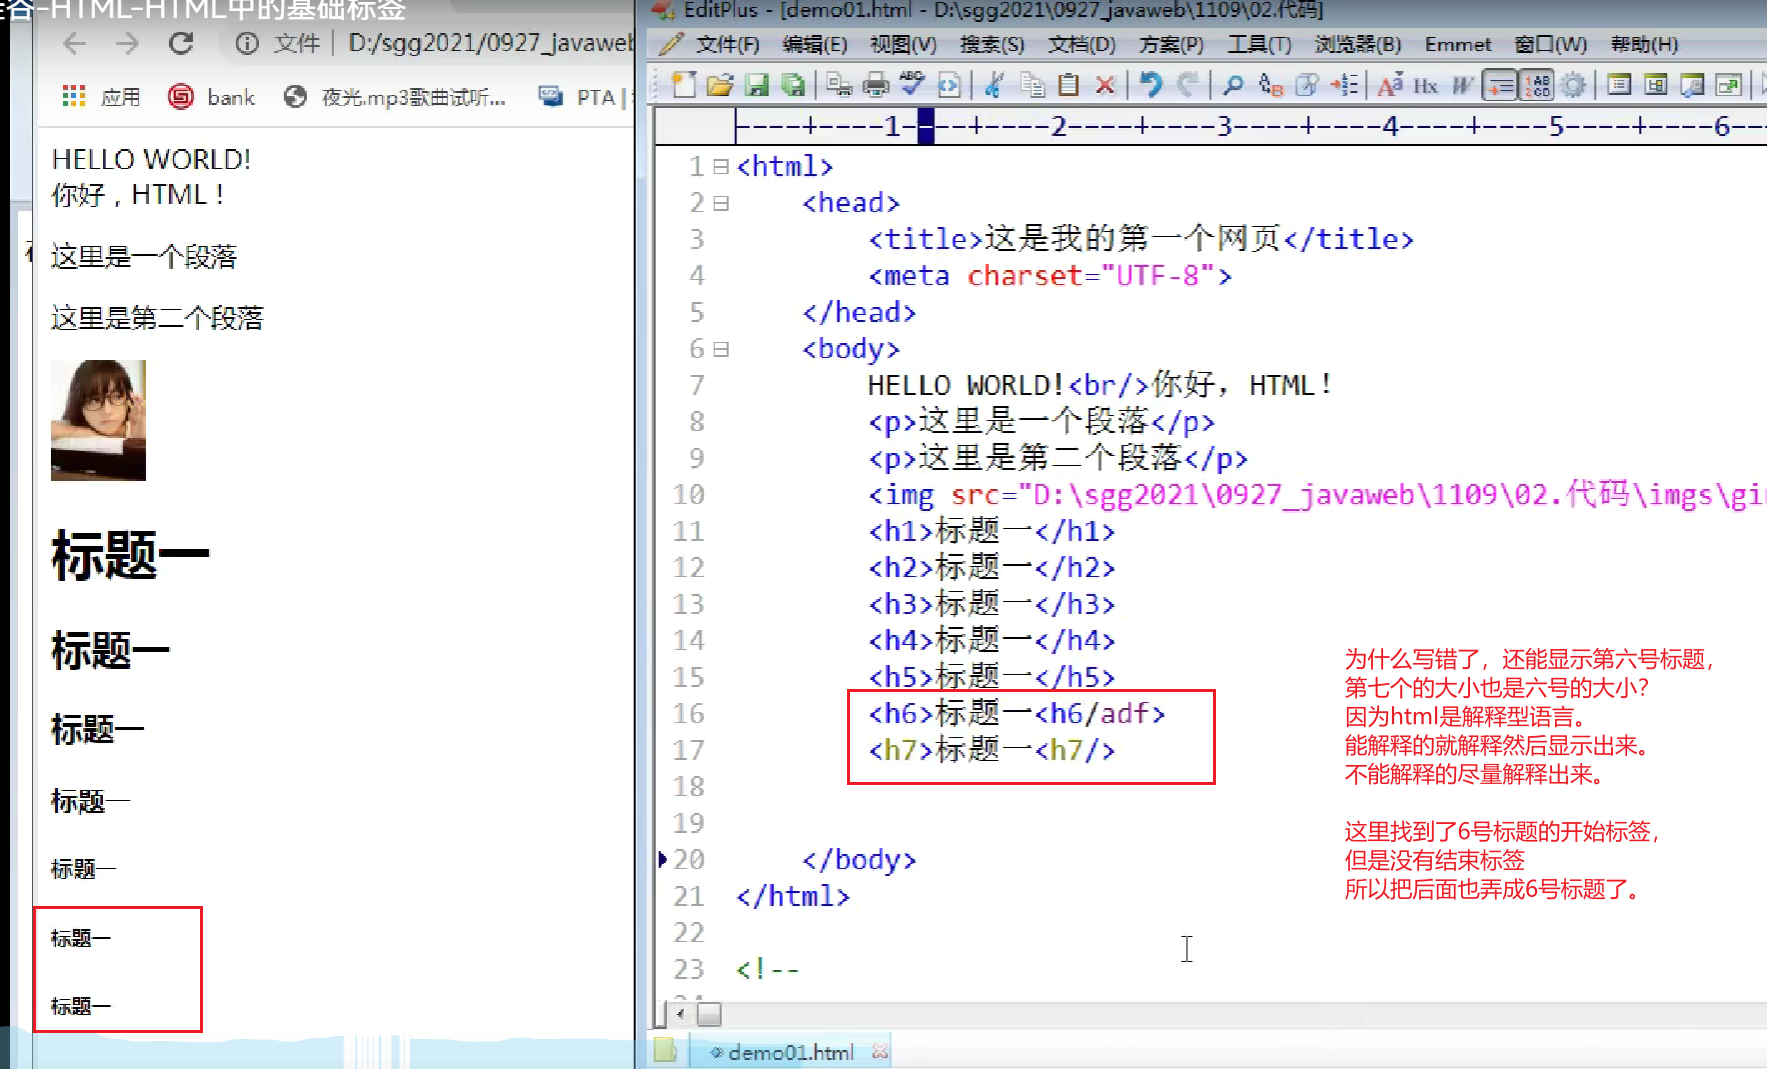 谷-HTML-HTML中的基础标签
文件 | D:/sgg2021/0927_javaweb
应用 bank 夜光.mp3歌曲试听... PTA |
HELLO WORLD!
你好，HTML！
这里是一个段落
这里是第二个段落
标题一
标题一
标题一
标题一
标题一
标题一
标题一
EditPlus - [demo01.html - D:\sgg2021\0927_javaweb\1109\02.代码]
文件(F) 编辑(E) 视图(V) 搜索(S) 文档(D) 方案(P) 工具(T) 浏览器(B) Emmet 窗口(W) 帮助(H)
----+----1----+----2----+----3----+----4----+----5----+----6--
1 <html>
2 <head>
3 <title>这是我的第一个网页</title>
4 <meta charset="UTF-8">
5 </head>
6 <body>
7 HELLO WORLD!<br/>你好，HTML！
8 <p>这里是一个段落</p>
9 <p>这里是第二个段落</p>
10 <img src="D:\sgg2021\0927_javaweb\1109\02.代码\imgs\gi
11 <h1>标题一</h1>
12 <h2>标题一</h2>
13 <h3>标题一</h3>
14 <h4>标题一</h4>
15 <h5>标题一</h5>
16 <h6>标题一<h6/adf>
17 <h7>标题一<h7/>
18
19
20 </body>
21 </html>
22
23 <!--
为什么写错了，还能显示第六号标题，
第七个的大小也是六号的大小？
因为html是解释型语言。
能解释的就解释然后显示出来。
不能解释的尽量解释出来。
这里找到了6号标题的开始标签，
但是没有结束标签
所以把后面也弄成6号标题了。
demo01.html